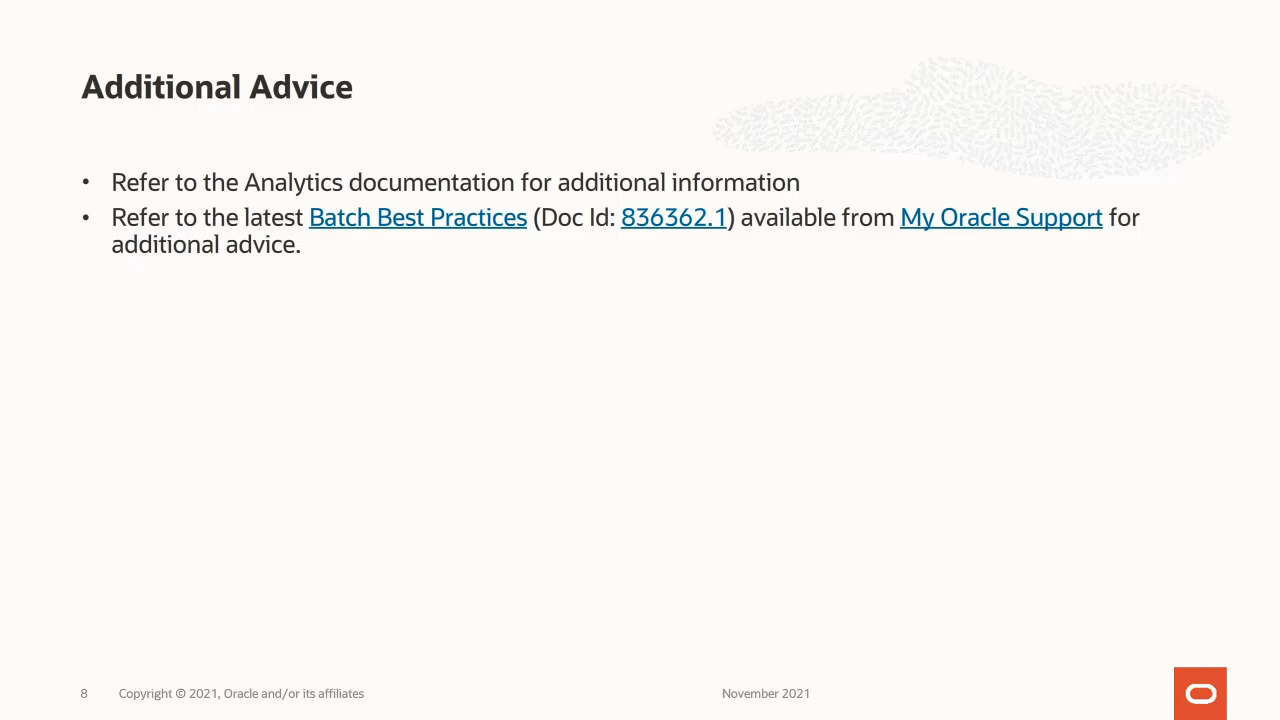 Additional Advice
• Refer to the Analytics documentation for additional information
• Refer to the latest Batch Best Practices (Doc Id: 836362.1) available from My Oracle Support for
additional advice.
8 Copyright © 2021, Oracle and/or its affiliates November 2021